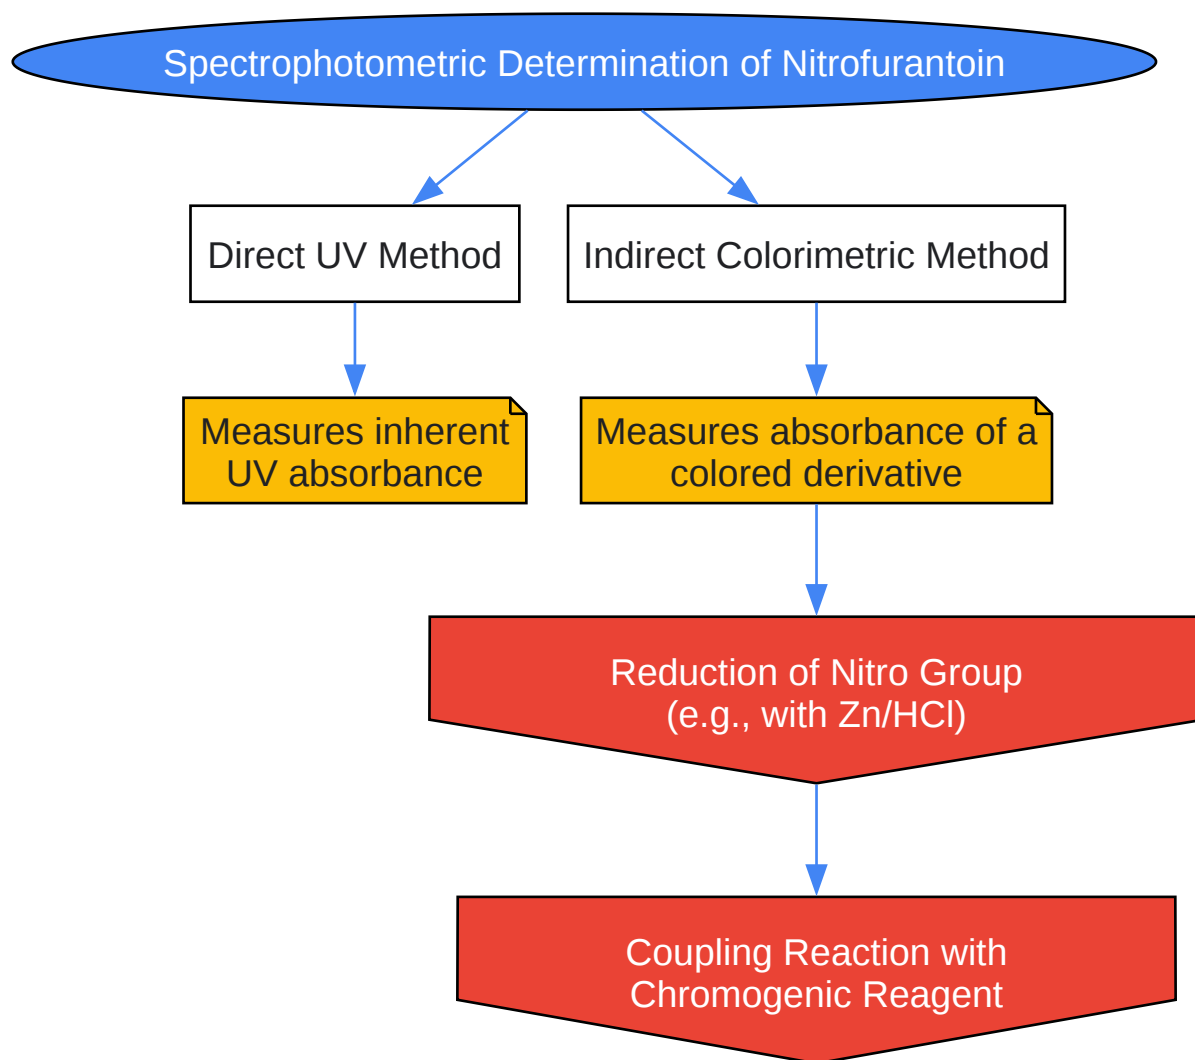 Spectrophotometric Determination of Nitrofurantoin
Direct UV Method
Indirect Colorimetric Method
Measures inherent
UV absorbance
Measures absorbance of a
colored derivative
Reduction of Nitro Group
(e.g., with Zn/HCl)
Coupling Reaction with
Chromogenic Reagent